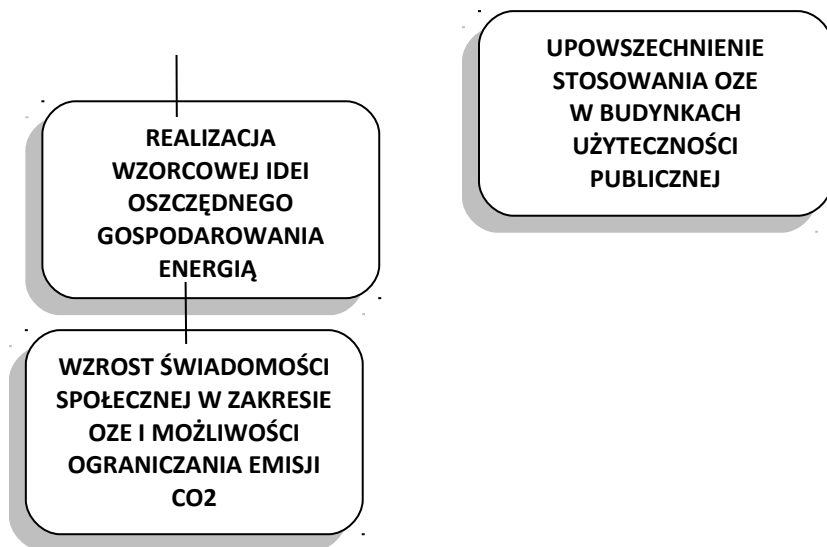 REALIZACJA
WZORCOWEJ IDEI
OSZCZĘDNEGO
GOSPODAROWANIA
ENERGIĄ
WZROST ŚWIADOMOŚCI
SPOŁECZNEJ W ZAKRESIE
OZE I MOŻLIWOŚCI
OGRANICZANIA EMISJI
CO2
UPOWSZECHNIENIE
STOSOWANIA OZE
W BUDYNKACH
UŻYTECZNOŚCI
PUBLICZNEJ